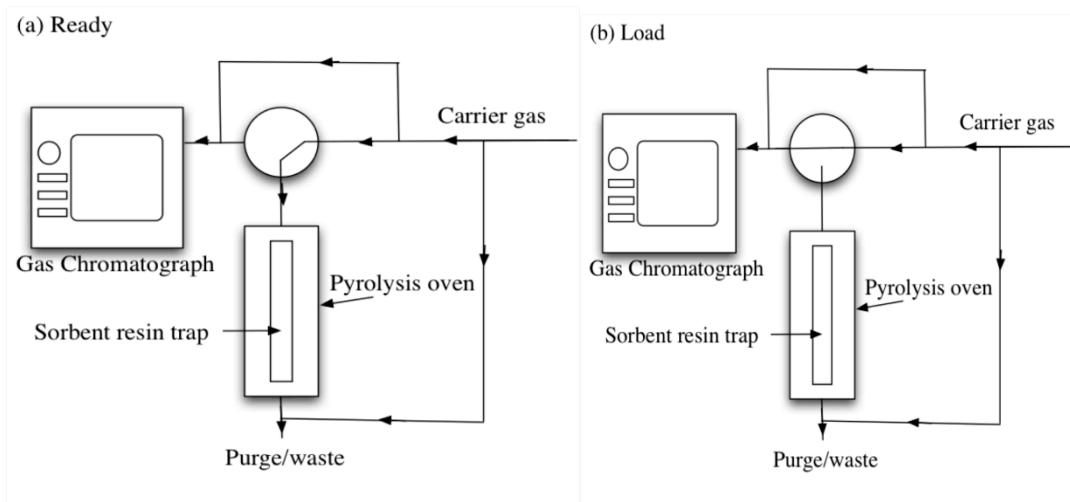 (a) Ready
Carrier gas
Gas Chromatograph
Pyrolysis oven
Sorbent resin trap
Purge/waste
(b) Load
Carrier gas
Gas Chromatograph
Pyrolysis oven
Sorbent resin trap
Purge/waste